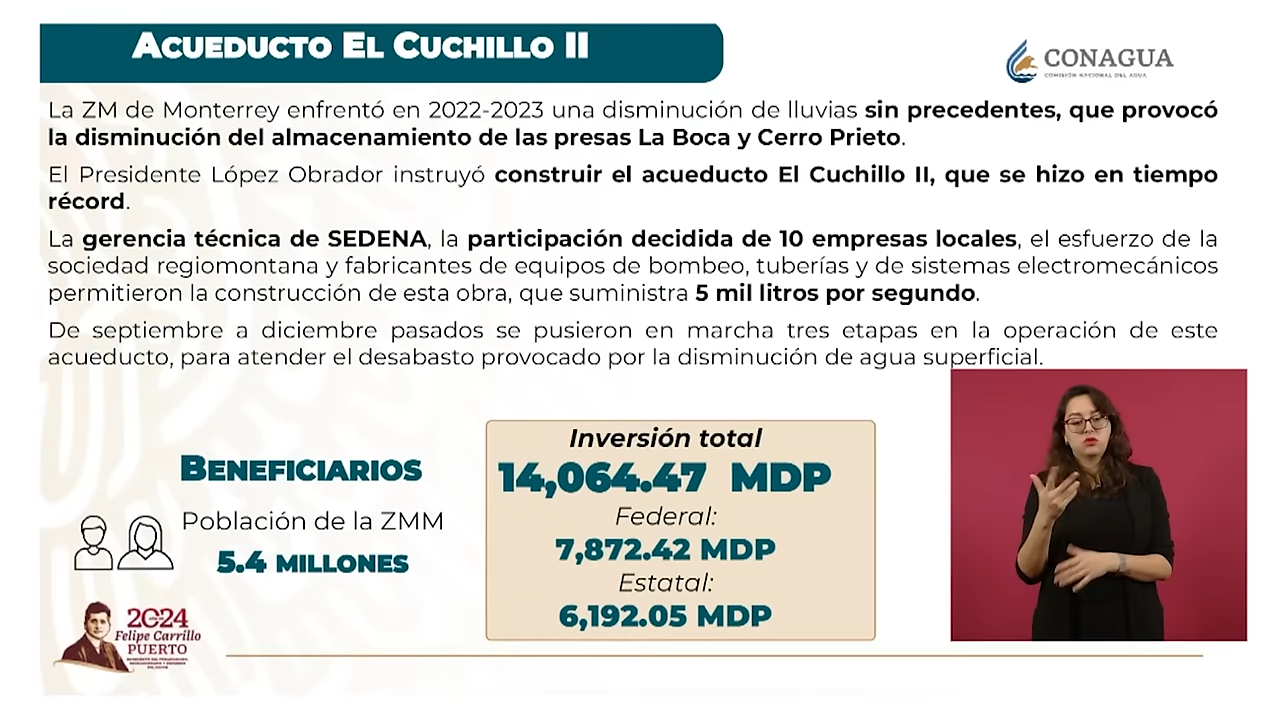 ACUEDUCTO EL CUCHILLO II
CONAGUA
COMISIÓN NACIONAL DEL AGUA
La ZM de Monterrey enfrentó en 2022-2023 una disminución de lluvias sin precedentes, que provocó
la disminución del almacenamiento de las presas La Boca y Cerro Prieto.
El Presidente López Obrador instruyó construir el acueducto El Cuchillo II, que se hizo en tiempo
récord.
La gerencia técnica de SEDENA, la participación decidida de 10 empresas locales, el esfuerzo de la
sociedad regiomontana y fabricantes de equipos de bombeo, tuberías y de sistemas electromecánicos
permitieron la construcción de esta obra, que suministra 5 mil litros por segundo.
De septiembre a diciembre pasados se pusieron en marcha tres etapas en la operación de este
acueducto, para atender el desabasto provocado por la disminución de agua superficial.
BENEFICIARIOS
Población de la ZMM
5.4 MILLONES
Inversión total
14,064.47 MDP
Federal:
7,872.42 MDP
Estatal:
6,192.05 MDP
2024
Felipe Carrillo
PUERTO